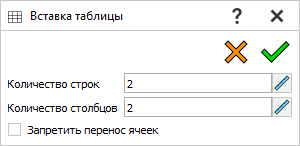 Вставка таблицы ?
Количество строк 2
Количество столбцов 2
Запретить перенос ячеек